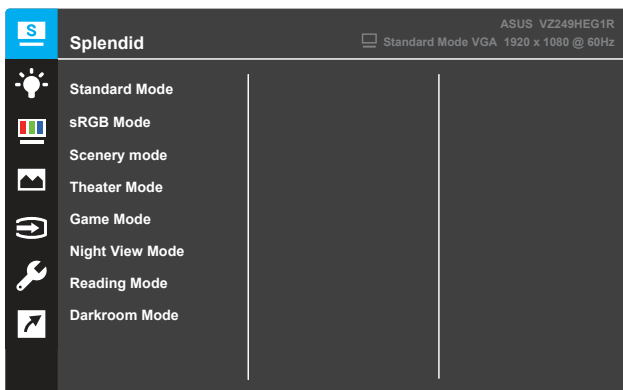 S
ASUS VZ249HEG1R
Splendid
Standard Mode VGA 1920 x 1080 @ 60Hz
Standard Mode
sRGB Mode
Scenery mode
Theater Mode
Game Mode
Night View Mode
Reading Mode
Darkroom Mode